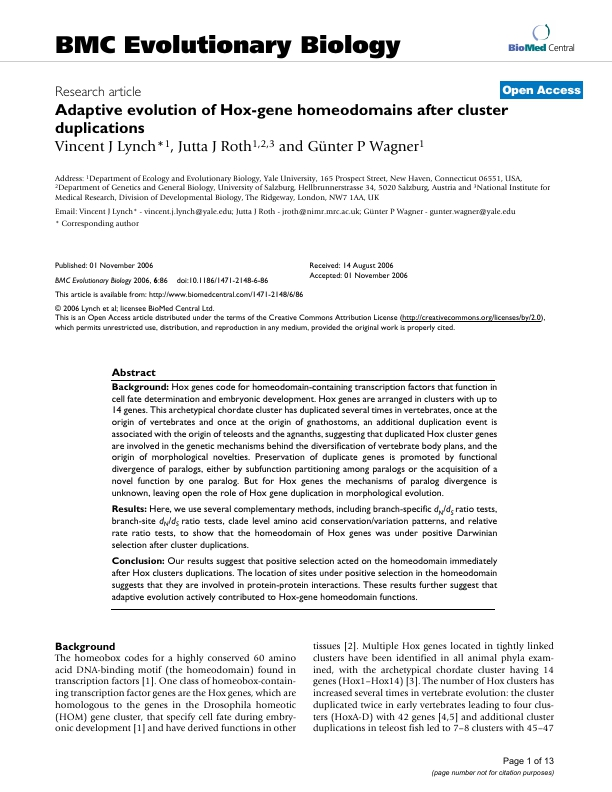 BMC Evolutionary Biology
BioMed Central
Research article
Open Access
Adaptive evolution of Hox-gene homeodomains after cluster
duplications
Vincent J Lynch*1, Jutta J Roth1,2,3 and Günter P Wagner1
Address: 1Department of Ecology and Evolutionary Biology, Yale University, 165 Prospect Street, New Haven, Connecticut 06551, USA,
2Department of Genetics and General Biology, University of Salzburg, Hellbrunnerstrasse 34, 5020 Salzburg, Austria and 3National Institute for
Medical Research, Division of Developmental Biology, The Ridgeway, London, NW7 1AA, UK
Email: Vincent J Lynch* - vincent.j.lynch@yale.edu; Jutta J Roth - jroth@nimr.mrc.ac.uk; Günter P Wagner - gunter.wagner@yale.edu
* Corresponding author
Published: 01 November 2006
BMC Evolutionary Biology 2006, 6:86 doi:10.1186/1471-2148-6-86
Received: 14 August 2006
Accepted: 01 November 2006
This article is available from: http://www.biomedcentral.com/1471-2148/6/86
© 2006 Lynch et al; licensee BioMed Central Ltd.
This is an Open Access article distributed under the terms of the Creative Commons Attribution License (http://creativecommons.org/licenses/by/2.0),
which permits unrestricted use, distribution, and reproduction in any medium, provided the original work is properly cited.
Abstract
Background: Hox genes code for homeodomain-containing transcription factors that function in
cell fate determination and embryonic development. Hox genes are arranged in clusters with up to
14 genes. This archetypical chordate cluster has duplicated several times in vertebrates, once at the
origin of vertebrates and once at the origin of gnathostoms, an additional duplication event is
associated with the origin of teleosts and the agnanths, suggesting that duplicated Hox cluster genes
are involved in the genetic mechanisms behind the diversification of vertebrate body plans, and the
origin of morphological novelties. Preservation of duplicate genes is promoted by functional
divergence of paralogs, either by subfunction partitioning among paralogs or the acquisition of a
novel function by one paralog. But for Hox genes the mechanisms of paralog divergence is
unknown, leaving open the role of Hox gene duplication in morphological evolution.
Results: Here, we use several complementary methods, including branch-specific dN/dS ratio tests,
branch-site dN/dS ratio tests, clade level amino acid conservation/variation patterns, and relative
rate ratio tests, to show that the homeodomain of Hox genes was under positive Darwinian
selection after cluster duplications.
Conclusion: Our results suggest that positive selection acted on the homeodomain immediately
after Hox clusters duplications. The location of sites under positive selection in the homeodomain
suggests that they are involved in protein-protein interactions. These results further suggest that
adaptive evolution actively contributed to Hox-gene homeodomain functions.
Background
The homeobox codes for a highly conserved 60 amino
acid DNA-binding motif (the homeodomain) found in
transcription factors [1]. One class of homeobox-contain-
ing transcription factor genes are the Hox genes, which are
homologous to the genes in the Drosophila homeotic
(HOM) gene cluster, that specify cell fate during embry-
onic development [1] and have derived functions in other
tissues [2]. Multiple Hox genes located in tightly linked
clusters have been identified in all animal phyla exam-
ined, with the archetypical chordate cluster having 14
genes (Hox1–Hox14) [3]. The number of Hox clusters has
increased several times in vertebrate evolution: the cluster
duplicated twice in early vertebrates leading to four clus-
ters (HoxA-D) with 42 genes [4,5] and additional cluster
duplications in teleost fish led to 7–8 clusters with 45–47
Page 1 of 13
(page number not for citation purposes)